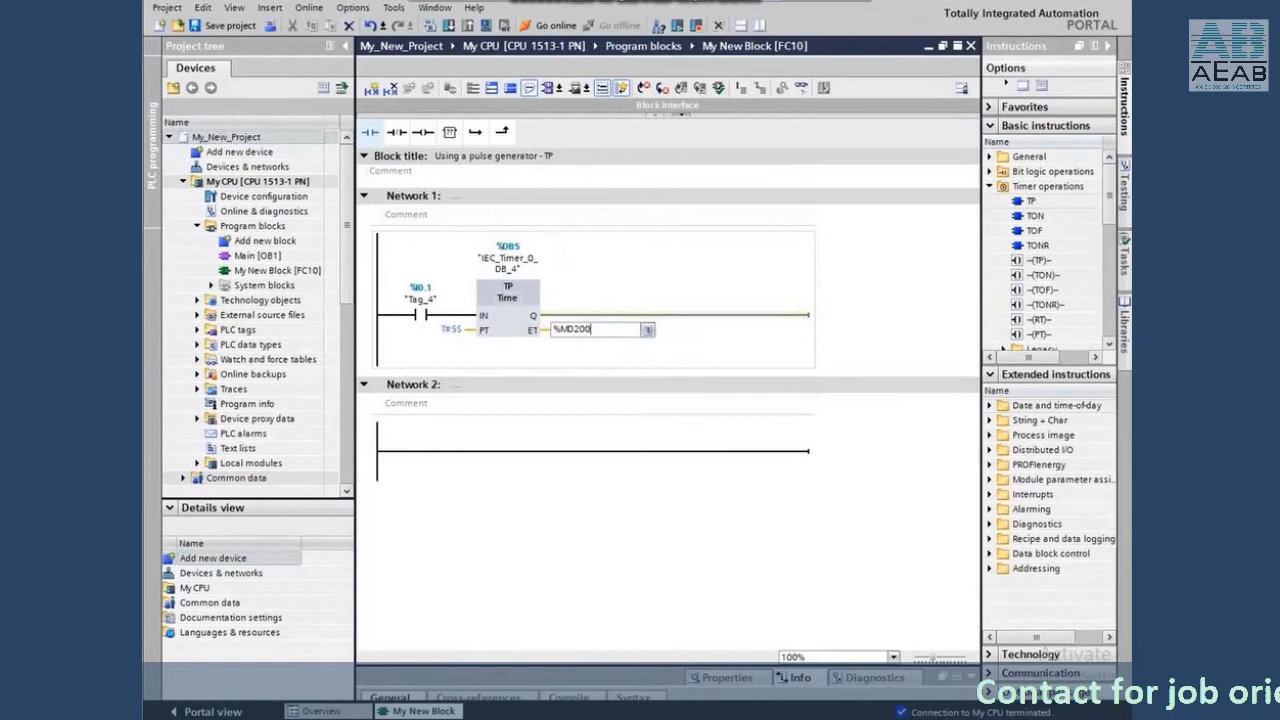 Project Edit View Insert Online Options Tools Window Help
Totally Integrated Automation
PORTAL
Save project
Go online
Go offline
Project tree
My_New_Project
My CPU [CPU 1513-1 PN]
Program blocks
My New Block [FC10]
Instructions
Devices
Options
Block interface
Favorites
Basic instructions
Name
Name
My_New_Project
Add new device
Devices & networks
My CPU [CPU 1513-1 PN]
Device configuration
Online & diagnostics
Program blocks
Add new block
Main [OB1]
My New Block [FC10]
System blocks
Technology objects
External source files
PLC tags
PLC data types
Watch and force tables
Online backups
Traces
Program info
Device proxy data
PLC alarms
Text lists
Local modules
Common data
Details view
Name
Add new device
Devices & networks
My CPU
Common data
Documentation settings
Languages & resources
Block title: Using a pulse generator - TP
Comment
Network 1:
Comment
%DB5
"IEC_Timer_0_
DB_4"
%I0.1
"Tag_4"
TP
Time
IN
Q
T#5S
PT
ET
%MD200
Network 2:
Comment
General
Bit logic operations
Timer operations
TP
TON
TOF
TONR
-(TP)-
-(TON)-
-(TOF)-
-(TONR)-
-(RT)-
-(PT)-
Legacy
Extended instructions
Name
Date and time-of-day
String + Char
Process image
Distributed I/O
PROFIenergy
Module parameter assi...
Interrupts
Alarming
Diagnostics
Recipe and data logging
Data block control
Addressing
Technology
Communication
PLC programming
Instructions
Testing
Tasks
Libraries
100%
Properties
Info
Diagnostics
General
Cross-references
Compile
Syntax
Portal view
Overview
My New Block
Connection to My CPU terminated.
Contact for job ori
AEAB